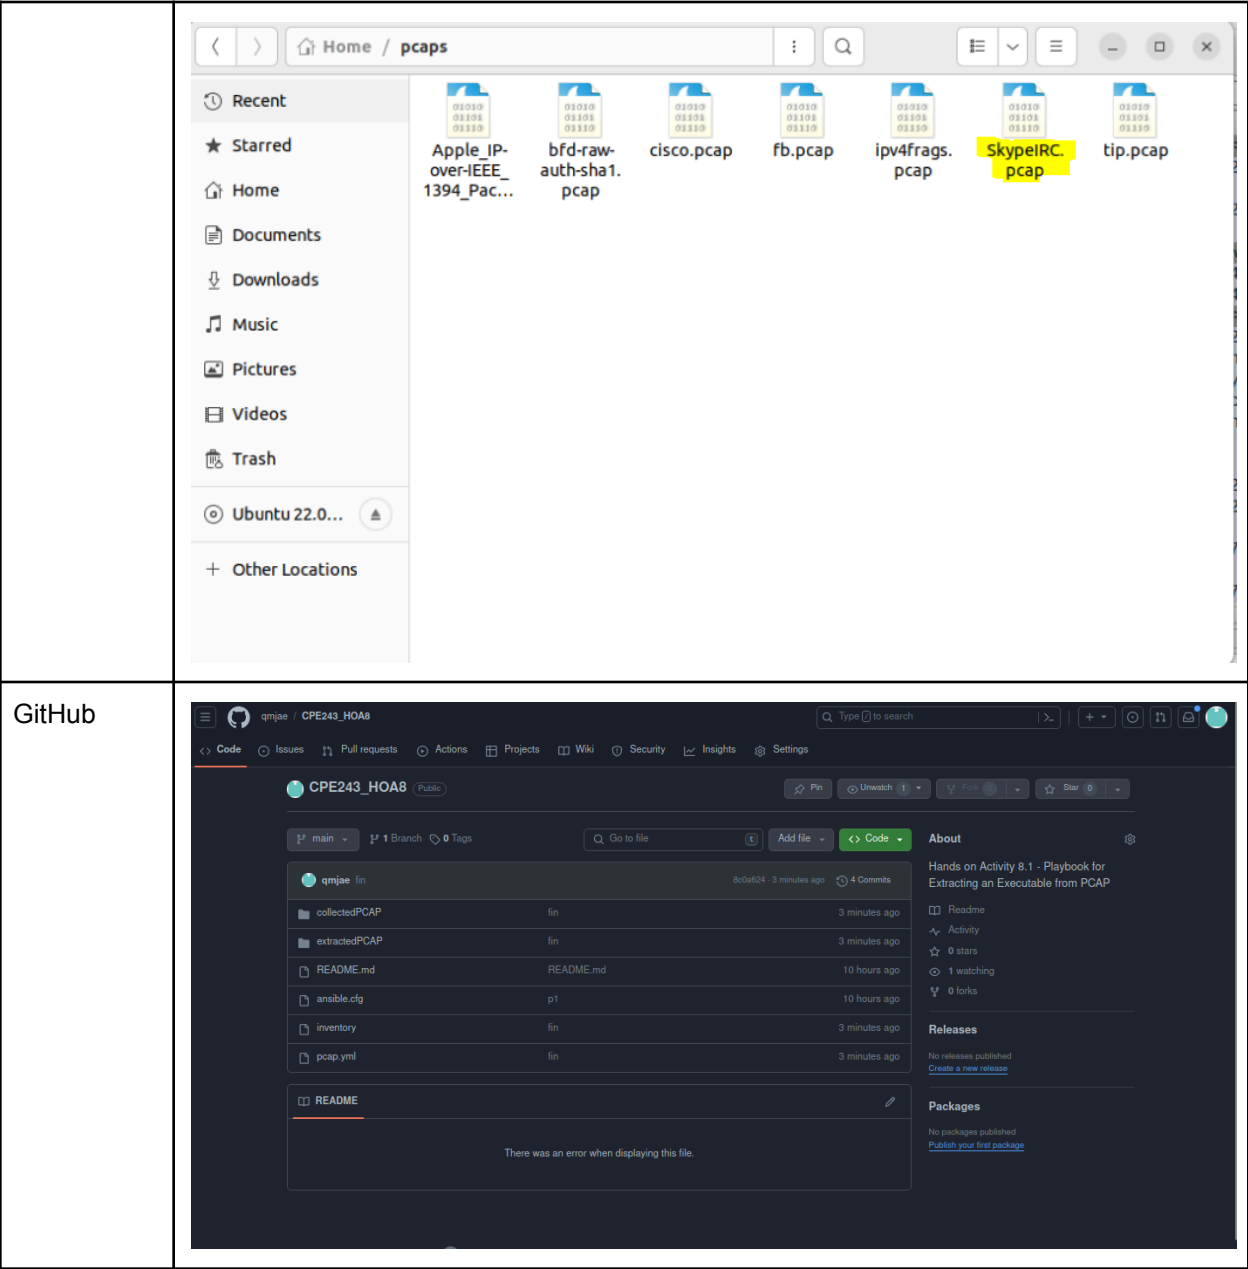 Home / pcaps
Recent
Starred
Home
Documents
Downloads
Music
Pictures
Videos
Trash
Ubuntu 22.0...
Other Locations
Apple_IP-
over-IEEE_
1394_Pac...
bfd-raw-
auth-sha1.
pcap
cisco.pcap
fb.pcap
ipv4frags.
pcap
SkypeIRC.
pcap
tip.pcap
GitHub
qmjae / CPE243_HOA8
Type / to search
Code Issues Pull requests Actions Projects Wiki Security Insights Settings
CPE243_HOA8 Public
Pin Unwatch 1 Fork Star 0
main 1 Branch 0 Tags Go to file t Add file Code
qmjae fin 8c0a624 · 3 minutes ago 4 Commits
collectedPCAP fin 3 minutes ago
extractedPCAP fin 3 minutes ago
README.md README.md 10 hours ago
ansible.cfg p1 10 hours ago
inventory fin 3 minutes ago
pcap.yml fin 3 minutes ago
README
There was an error when displaying this file.
About
Hands on Activity 8.1 - Playbook for
Extracting an Executable from PCAP
Readme
Activity
0 stars
1 watching
0 forks
Releases
No releases published
Create a new release
Packages
No packages published
Publish your first package